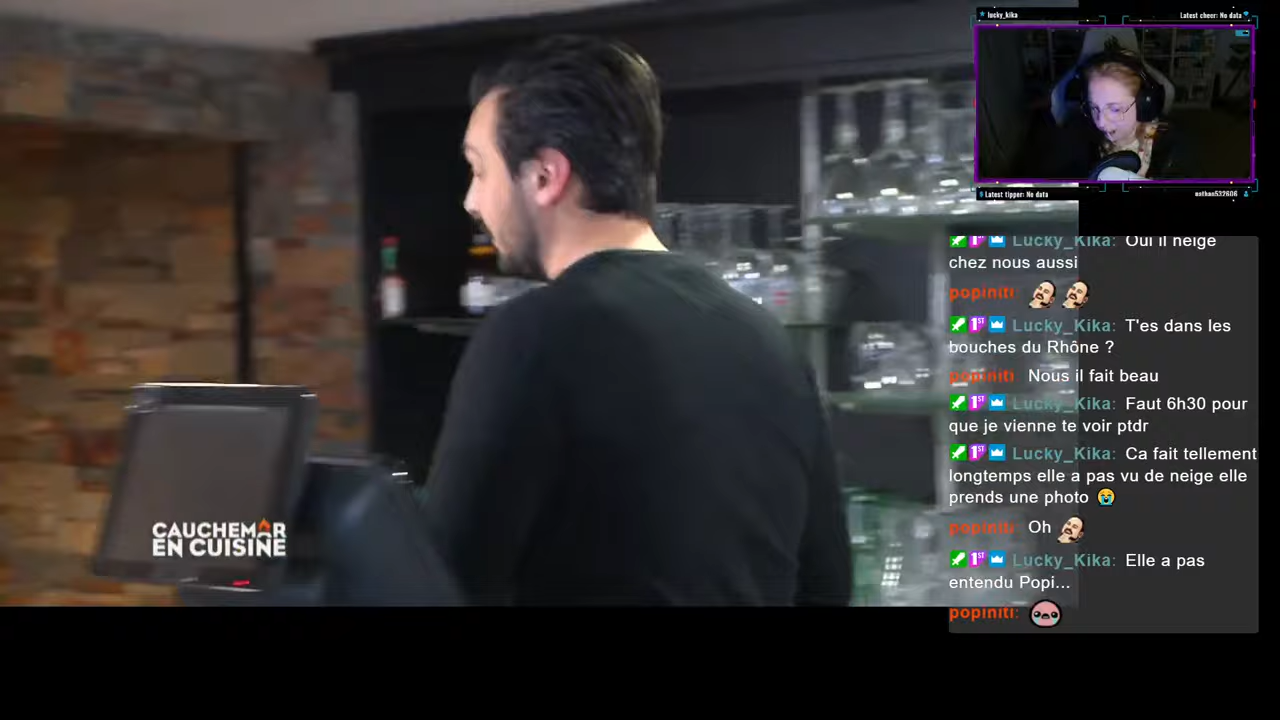 lucky_kika
Latest cheer: No data
Latest tipper: No data
nathan532606
Lucky_Kika: Oui il neige
chez nous aussi
popiniti:
Lucky_Kika: T'es dans les
bouches du Rhône ?
popiniti: Nous il fait beau
Lucky_Kika: Faut 6h30 pour
que je vienne te voir ptdr
Lucky_Kika: Ca fait tellement
longtemps elle a pas vu de neige elle
prends une photo
popiniti: Oh
Lucky_Kika: Elle a pas
entendu Popi...
popiniti:
CAUCHEMAR
EN CUISINE